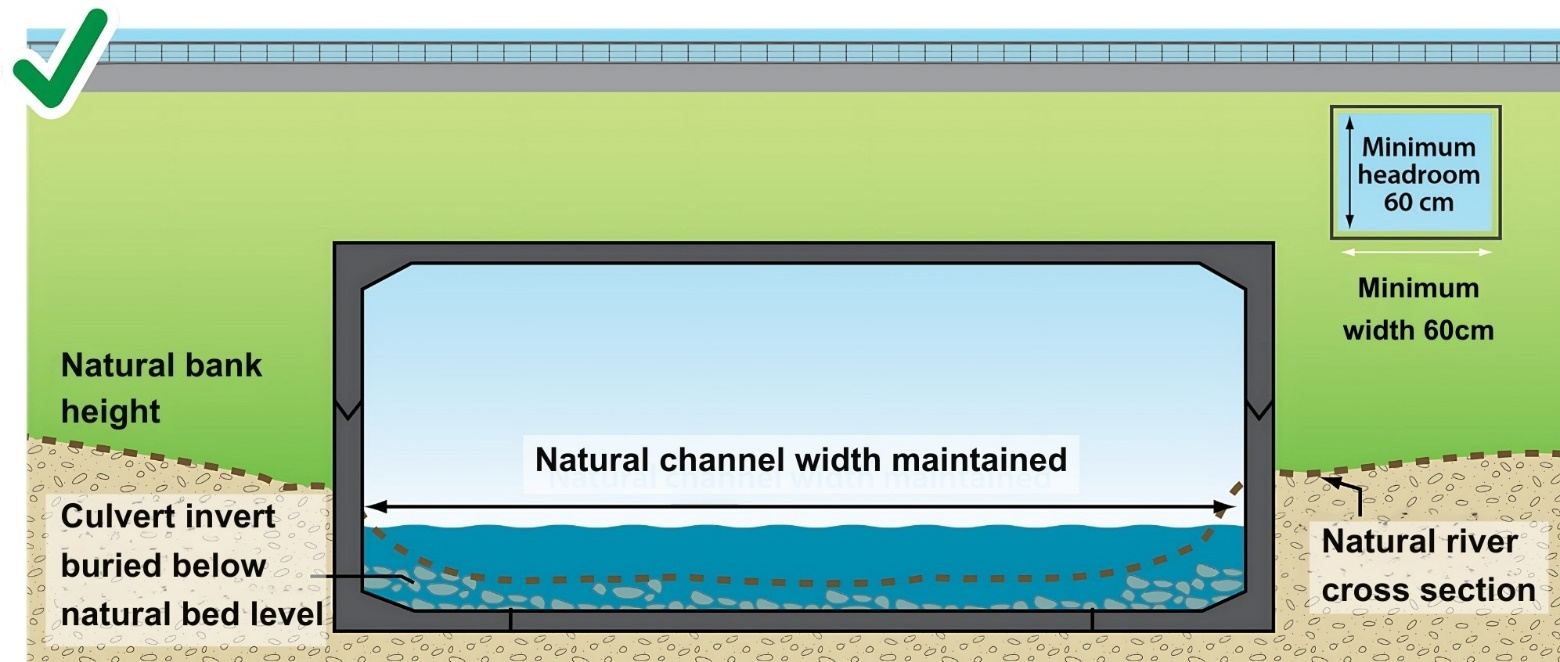 Minimum
headroom
60 cm
Minimum
width 60cm
Natural bank
height
Natural channel width maintained
Culvert invert
buried below
natural bed level
Natural river
cross section